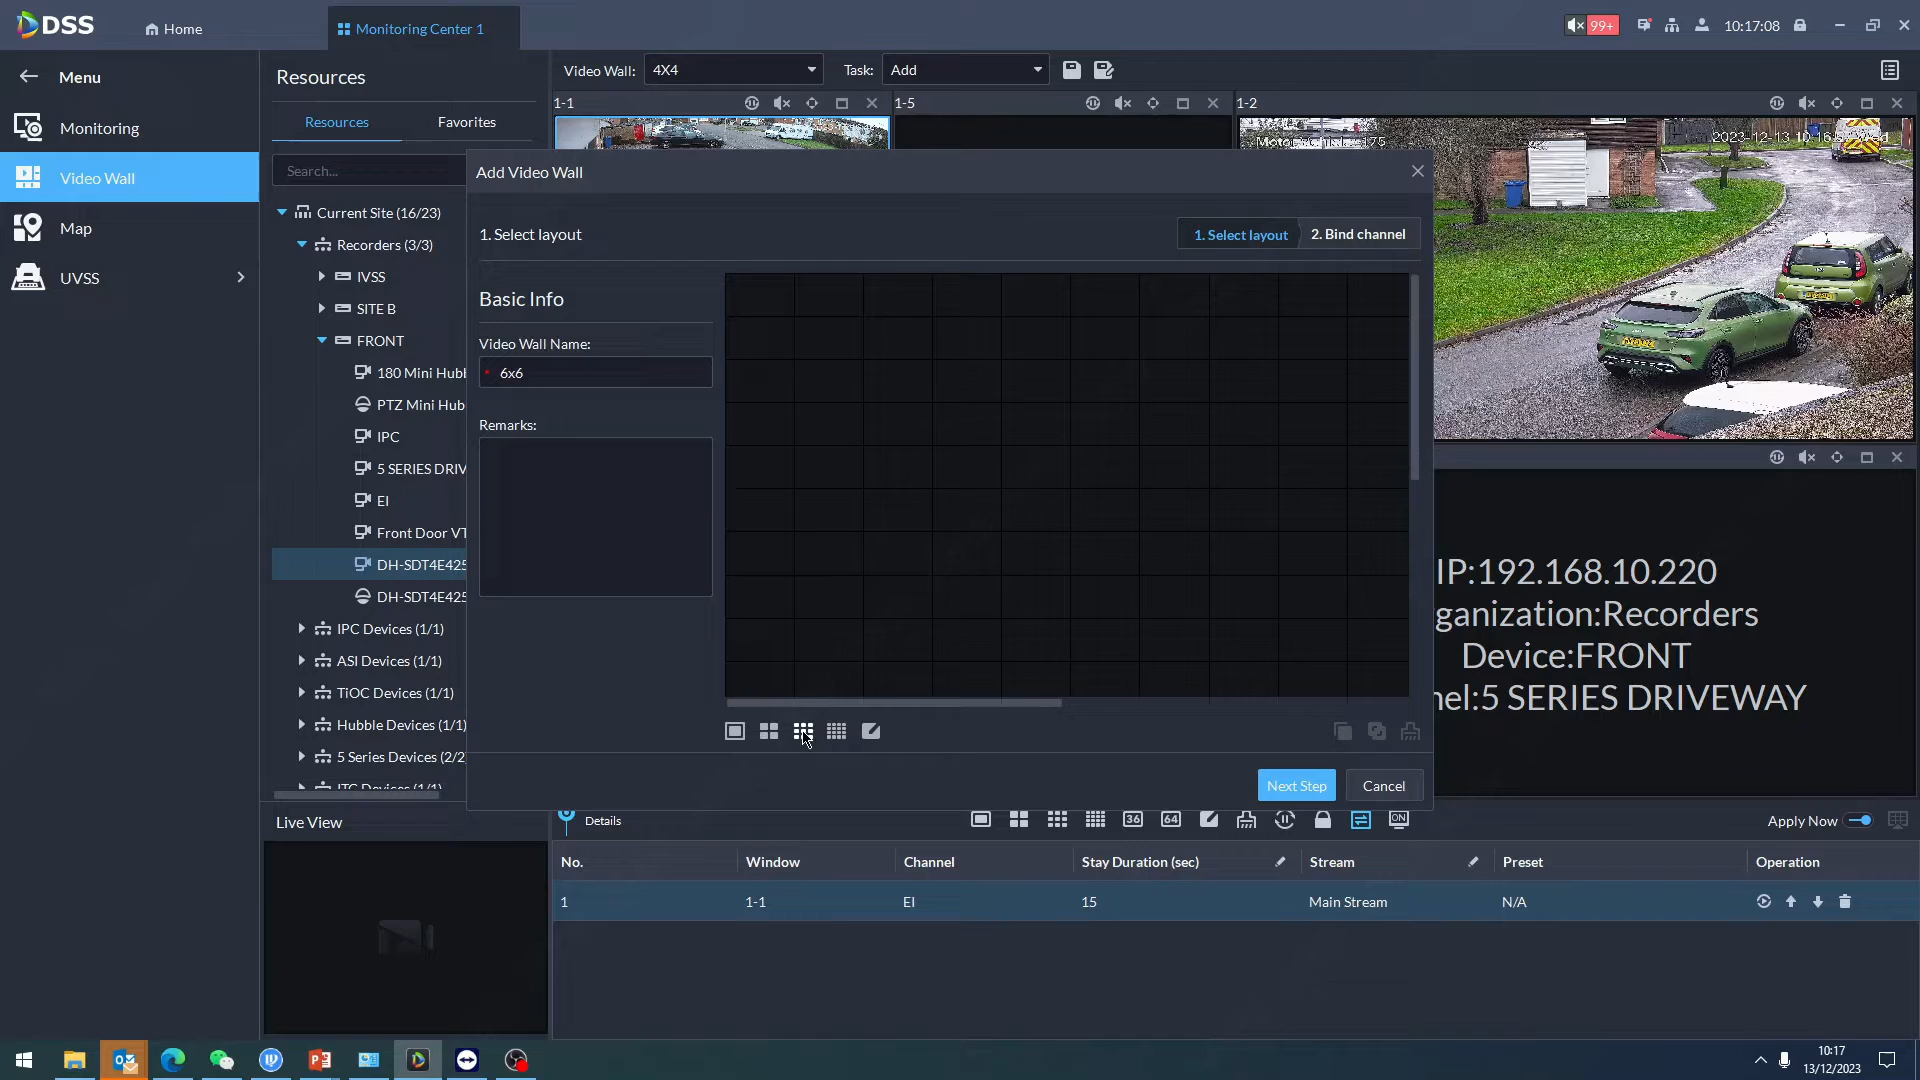 DSS
Home
Monitoring Center 1
99+
10:17:08
Menu
Monitoring
Video Wall
Map
UVSS
Resources
Resources
Favorites
Search...
Current Site (16/23)
Recorders (3/3)
IVSS
SITE B
FRONT
180 Mini Hubb
PTZ Mini Hub
IPC
5 SERIES DRIV
EI
Front Door VT
DH-SDT4E425
DH-SDT4E425
IPC Devices (1/1)
ASI Devices (1/1)
TiOC Devices (1/1)
Hubble Devices (1/1)
5 Series Devices (2/2
ITC Devices (1/1)
Live View
Video Wall:
4X4
Task:
Add
1-1
1-5
1-2
Add Video Wall
1. Select layout
1. Select layout
2. Bind channel
Basic Info
Video Wall Name:
* 6x6
Remarks:
Next Step
Cancel
IP:192.168.10.220
ganization:Recorders
Device:FRONT
nel:5 SERIES DRIVEWAY
Details
36
64
ON
Apply Now
No.
Window
Channel
Stay Duration (sec)
Stream
Preset
Operation
1
1-1
EI
15
Main Stream
N/A
10:17
13/12/2023